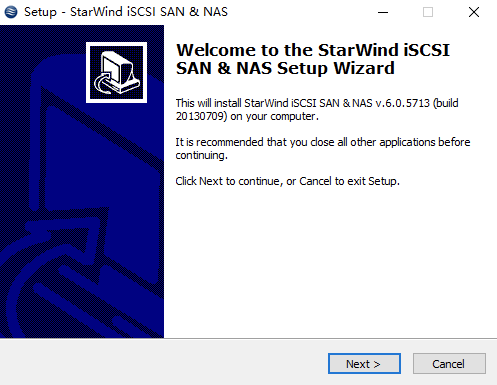 Setup - StarWind iSCSI SAN & NAS
Welcome to the StarWind iSCSI
SAN & NAS Setup Wizard
This will install StarWind iSCSI SAN & NAS v.6.0.5713 (build
20130709) on your computer.
It is recommended that you close all other applications before
continuing.
Click Next to continue, or Cancel to exit Setup.
Next >
Cancel